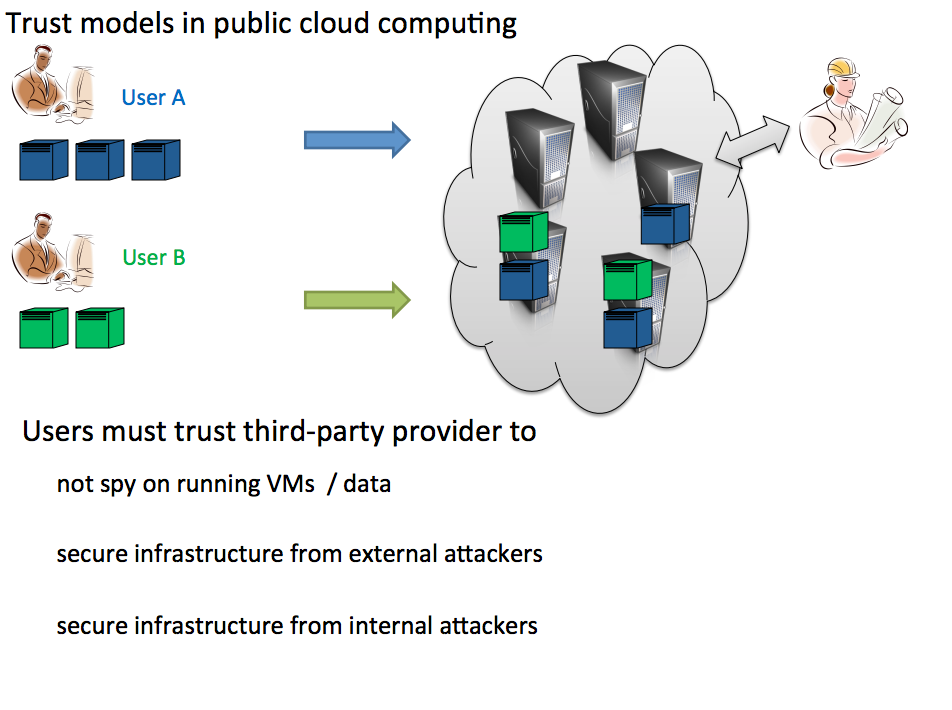 Trust models in public cloud computing
User A
User B
Users must trust third-party provider to
not spy on running VMs / data
secure infrastructure from external attackers
secure infrastructure from internal attackers